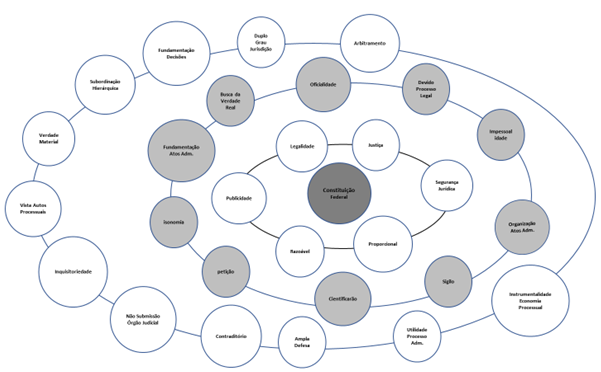 Duplo
Grau
Jurisdição
Arbitramento
Fundamentação
Decisões
Subordinação
Hierárquica
Oficialidade
Devido
Processo
Legal
Busca da
Verdade
Real
Verdade
Material
Impessoal
Idade
Fundamentação
Atos Adm.
Legalidade
Justiça
Segurança
Jurídica
Constituição
Federal
Publicidade
Vista Autos
Processuais
Isonomia
Organização
Atos Adm.
Razoável
Proporcional
Inquisitoriedade
petição
Sigilo
Cientificarão
Instrumentalidade
Economia
Processual
Não Submissão
Órgão Judicial
Contraditório
Ampla
Defesa
Utilidade
Processo
Adm.